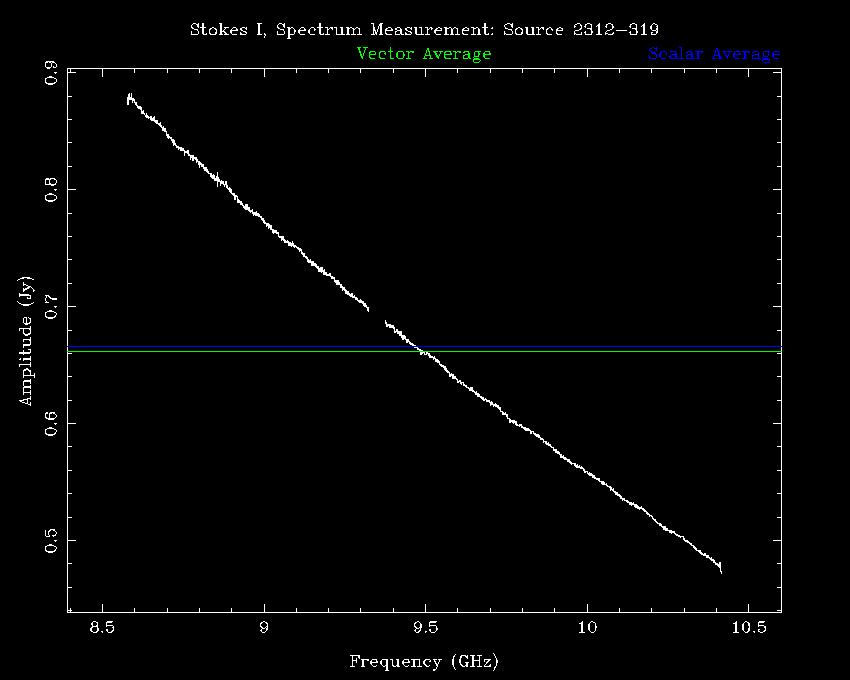 Stokes I, Spectrum Measurement: Source 2312-319
Vector Average
Scalar Average
0.9
0.8
0.7
0.6
0.5
Amplitude (Jy)
8.5
9
9.5
10
10.5
Frequency (GHz)